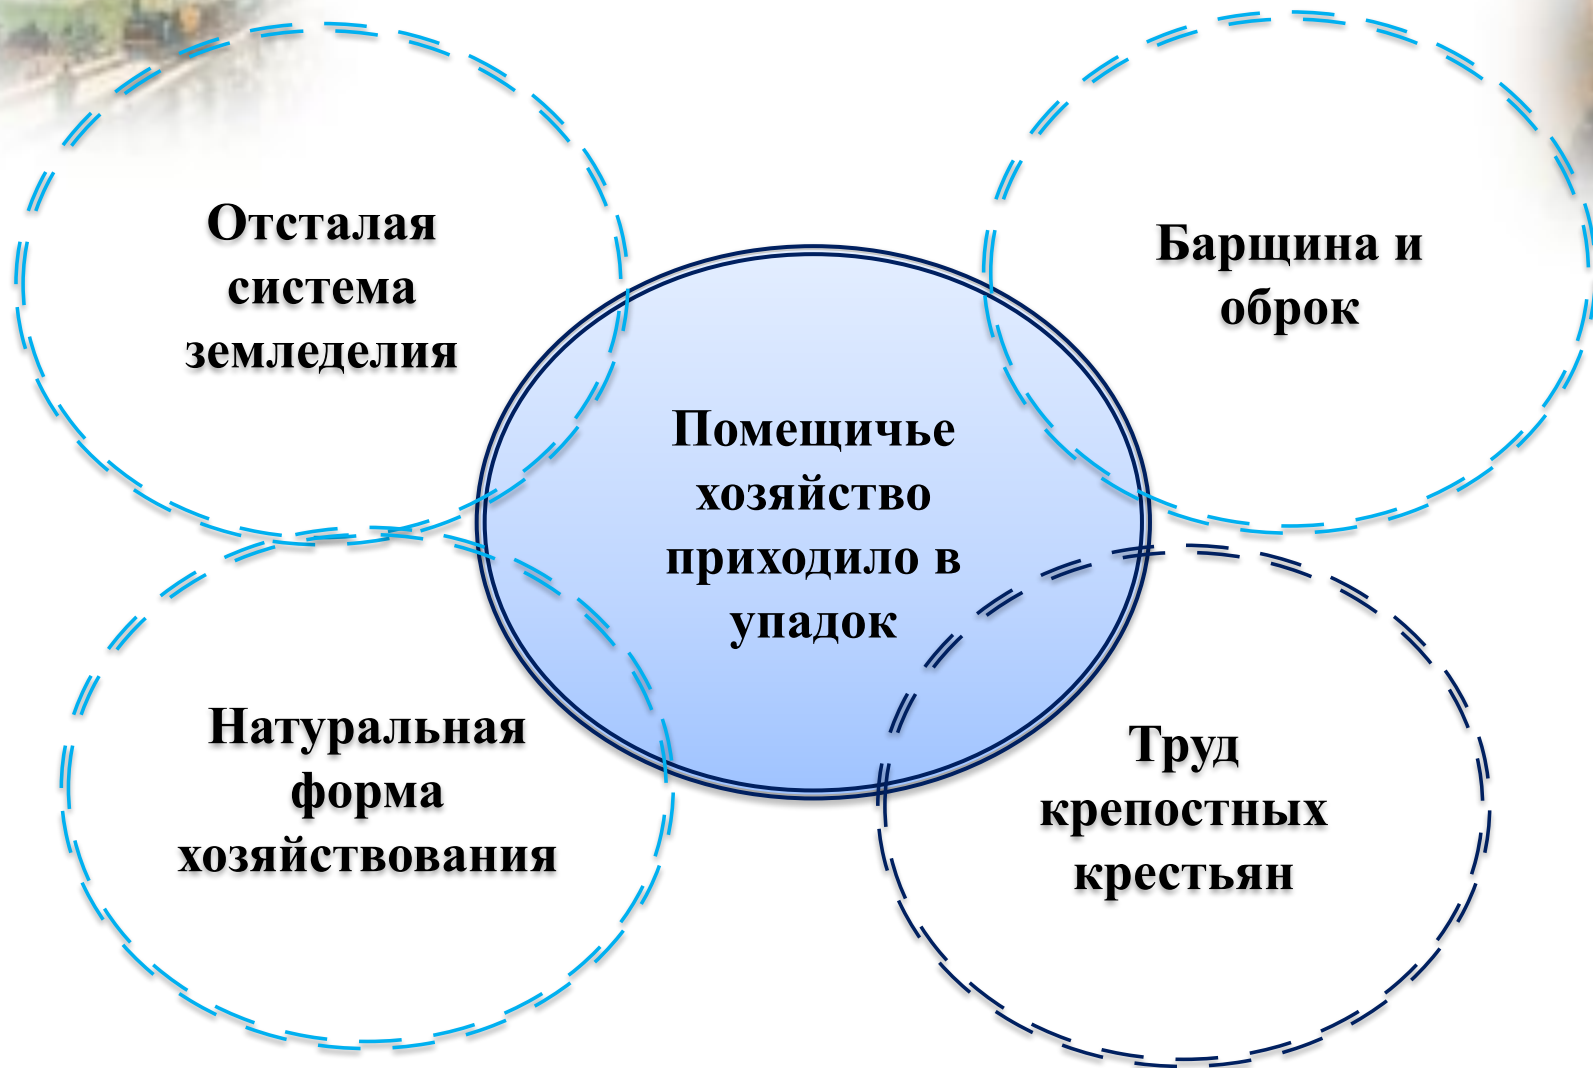 Отсталая
система
земледелия
Барщина и
оброк
Помещичье
хозяйство
приходило в
упадок
Натуральная
форма
хозяйствования
Труд
крепостных
крестьян